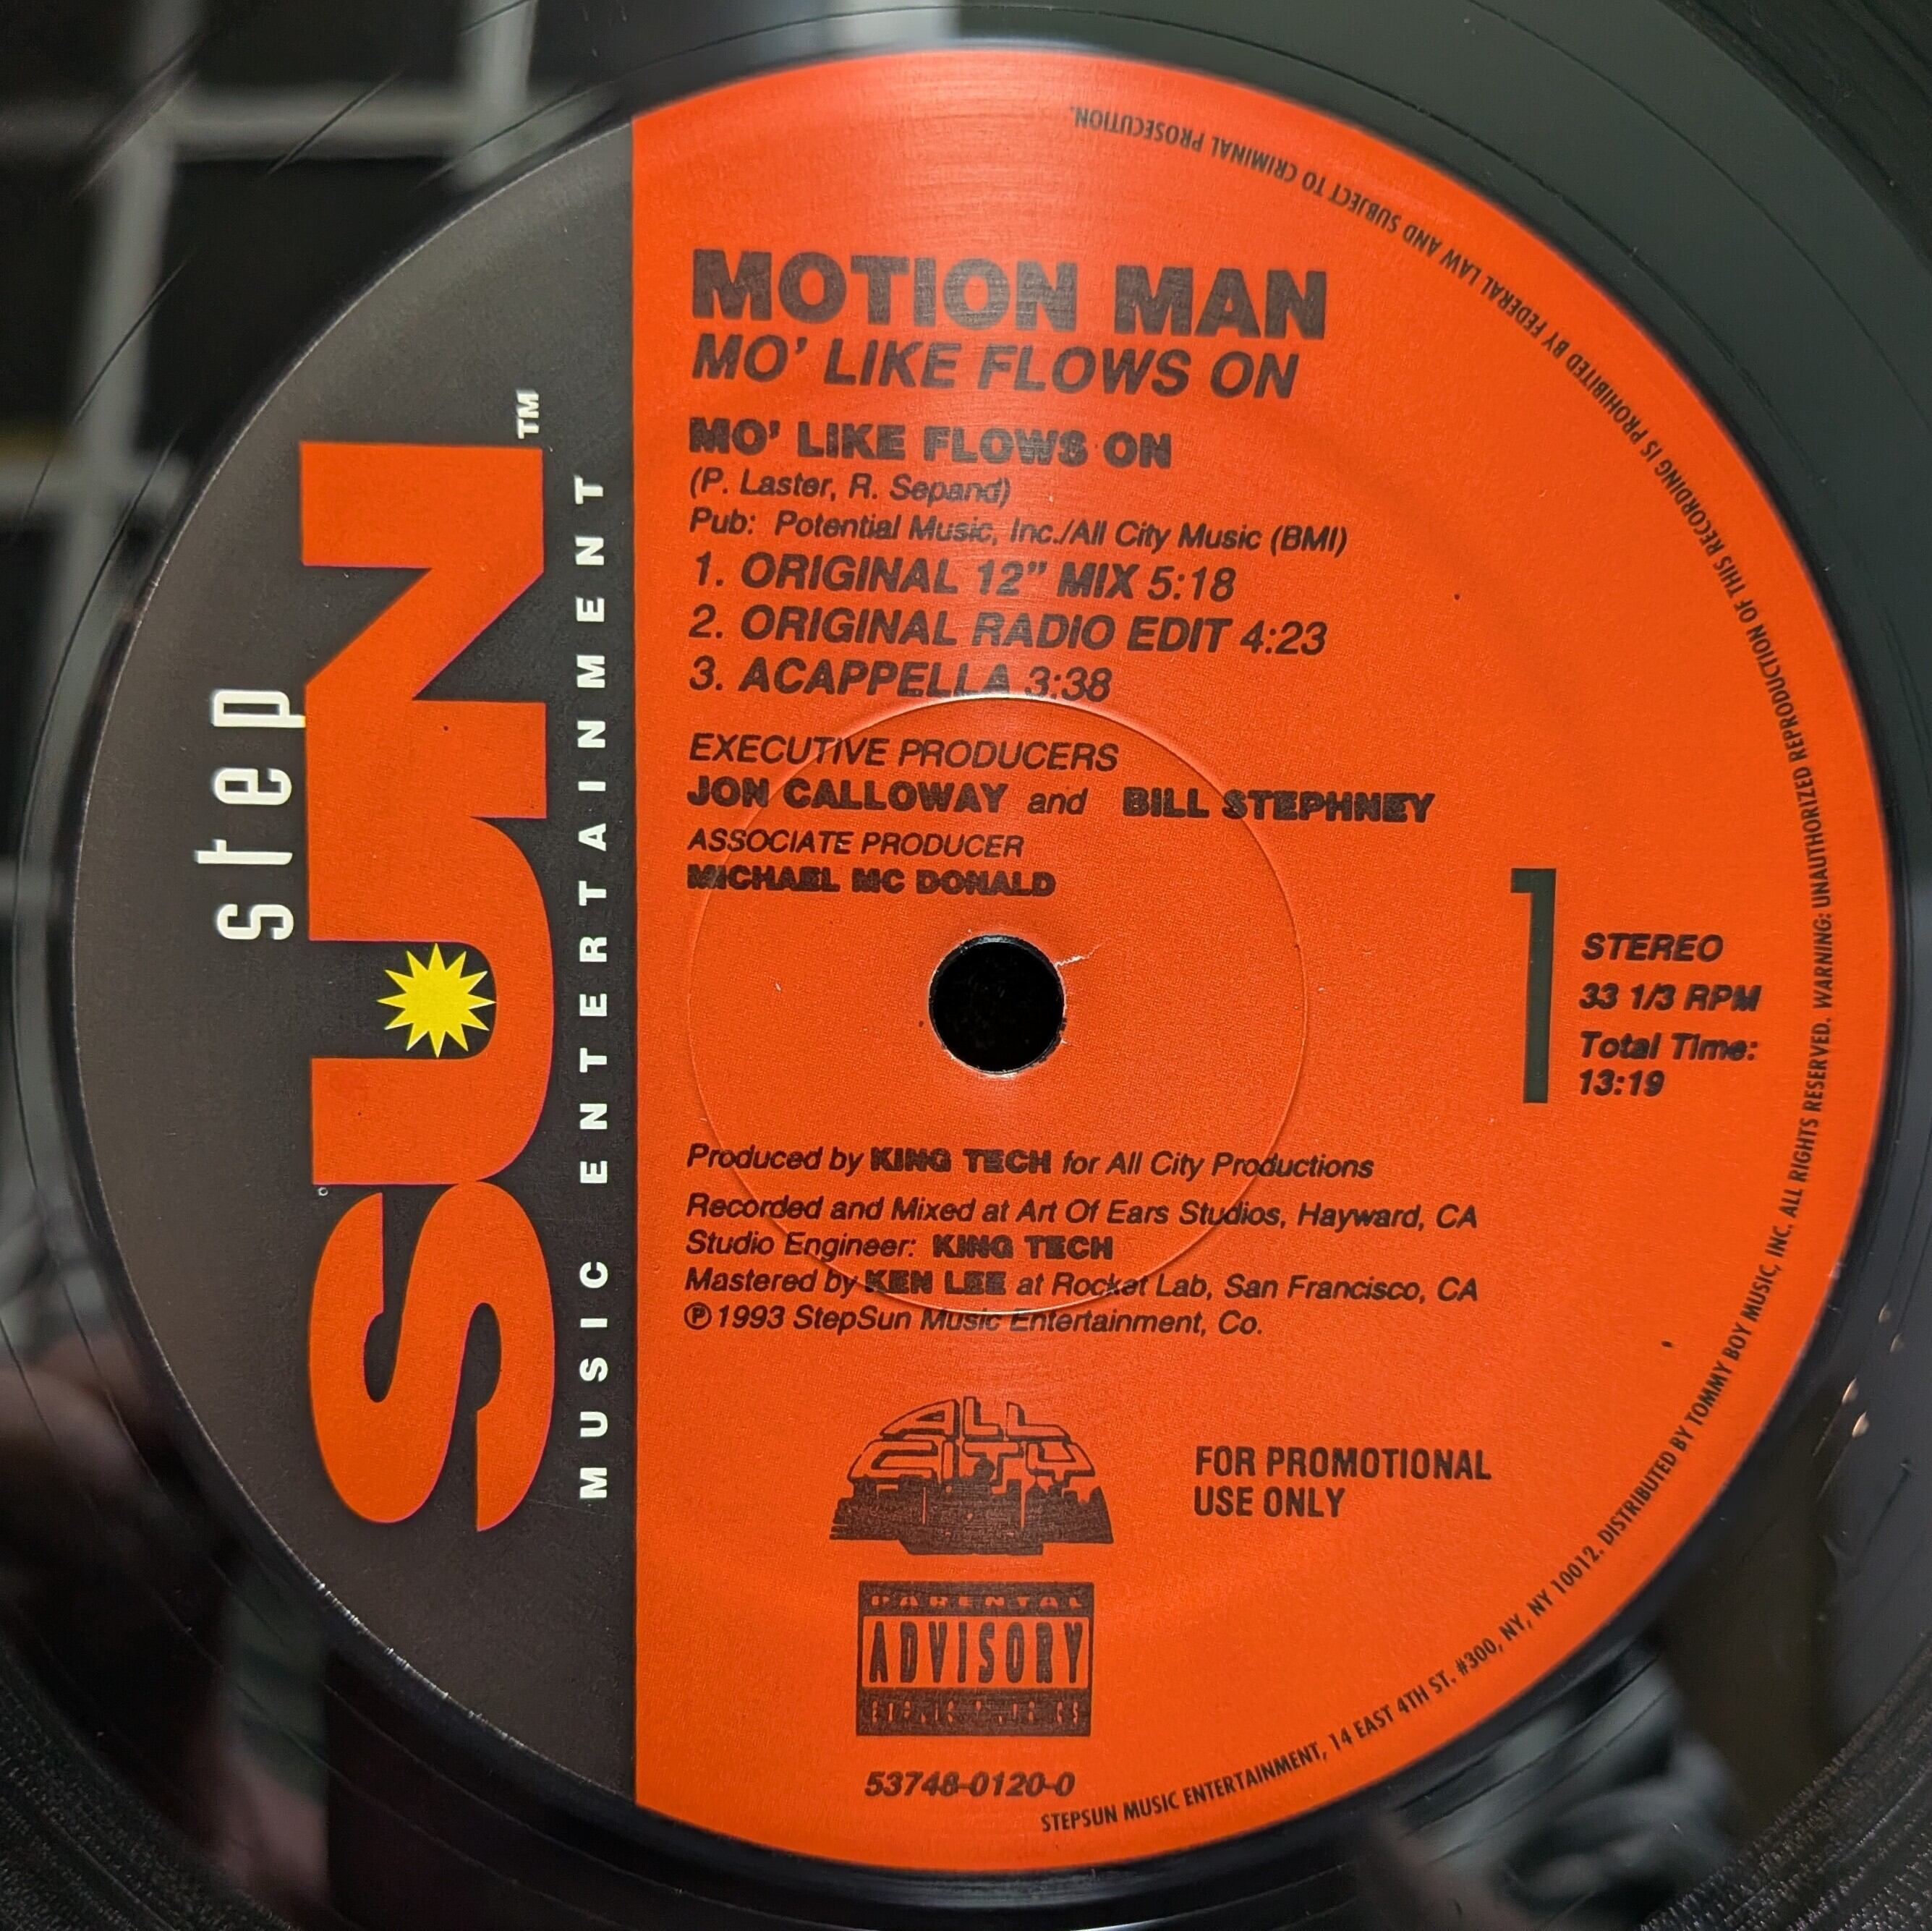 step
SUN™
MUSIC ENTERTAINMENT
MOTION MAN
MO' LIKE FLOWS ON
MO' LIKE FLOWS ON
(P. Laster, R. Sepand)
Pub: Potential Music, Inc./All City Music (BMI)
1. ORIGINAL 12" MIX 5:18
2. ORIGINAL RADIO EDIT 4:23
3. ACAPPELLA 3:38
EXECUTIVE PRODUCERS
JON CALLOWAY and BILL STEPHNEY
ASSOCIATE PRODUCER
MICHAEL MC DONALD
1
STEREO
33 1/3 RPM
Total Time:
13:19
Produced by KING TECH for All City Productions
Recorded and Mixed at Art Of Ears Studios, Hayward, CA
Studio Engineer: KING TECH
Mastered by KEN LEE at Rocket Lab, San Francisco, CA
℗ 1993 StepSun Music Entertainment, Co.
ALL
CITY
FOR PROMOTIONAL
USE ONLY
PARENTAL
ADVISORY
53748-0120-0
STEPSUN MUSIC ENTERTAINMENT, 14 EAST 4TH ST. #300, NY, NY 10012. DISTRIBUTED BY TOMMY BOY MUSIC, INC. ALL RIGHTS RESERVED. WARNING: UNAUTHORIZED REPRODUCTION OF THIS RECORDING IS PROHIBITED BY FEDERAL LAW AND SUBJECT TO CRIMINAL PROSECUTION.